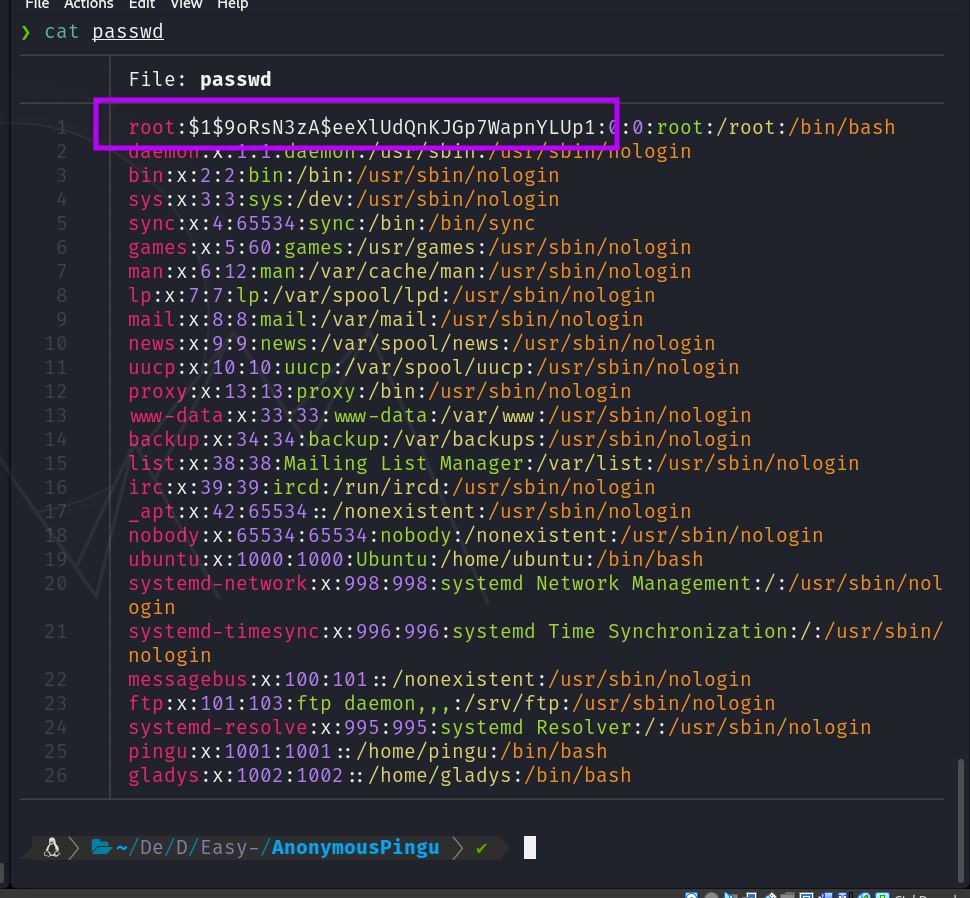 File Actions Edit View Help
❯ cat passwd
File: passwd
1 root:$1$9oRsN3zA$eeXlUdQnKJGp7WapnYLUp1:0:0:root:/root:/bin/bash
2 daemon:x:1:1:daemon:/usr/sbin:/usr/sbin/nologin
3 bin:x:2:2:bin:/bin:/usr/sbin/nologin
4 sys:x:3:3:sys:/dev:/usr/sbin/nologin
5 sync:x:4:65534:sync:/bin:/bin/sync
6 games:x:5:60:games:/usr/games:/usr/sbin/nologin
7 man:x:6:12:man:/var/cache/man:/usr/sbin/nologin
8 lp:x:7:7:lp:/var/spool/lpd:/usr/sbin/nologin
9 mail:x:8:8:mail:/var/mail:/usr/sbin/nologin
10 news:x:9:9:news:/var/spool/news:/usr/sbin/nologin
11 uucp:x:10:10:uucp:/var/spool/uucp:/usr/sbin/nologin
12 proxy:x:13:13:proxy:/bin:/usr/sbin/nologin
13 www-data:x:33:33:www-data:/var/www:/usr/sbin/nologin
14 backup:x:34:34:backup:/var/backups:/usr/sbin/nologin
15 list:x:38:38:Mailing List Manager:/var/list:/usr/sbin/nologin
16 irc:x:39:39:ircd:/run/ircd:/usr/sbin/nologin
17 _apt:x:42:65534::/nonexistent:/usr/sbin/nologin
18 nobody:x:65534:65534:nobody:/nonexistent:/usr/sbin/nologin
19 ubuntu:x:1000:1000:Ubuntu:/home/ubuntu:/bin/bash
20 systemd-network:x:998:998:systemd Network Management:/:/usr/sbin/nol
ogin
21 systemd-timesync:x:996:996:systemd Time Synchronization:/:/usr/sbin/
nologin
22 messagebus:x:100:101::/nonexistent:/usr/sbin/nologin
23 ftp:x:101:103:ftp daemon,,,:/srv/ftp:/usr/sbin/nologin
24 systemd-resolve:x:995:995:systemd Resolver:/:/usr/sbin/nologin
25 pingu:x:1001:1001::/home/pingu:/bin/bash
26 gladys:x:1002:1002::/home/gladys:/bin/bash
~/De/D/Easy-/AnonymousPingu ✔